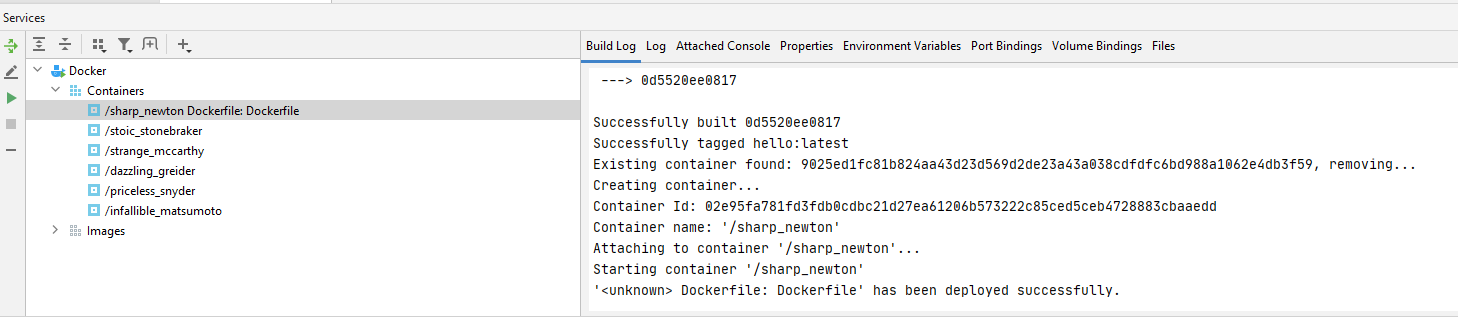 Services
Docker
Containers
/sharp_newton Dockerfile: Dockerfile
/stoic_stonebraker
/strange_mccarthy
/dazzling_greider
/priceless_snyder
/infallible_matsumoto
Images
Build Log Log Attached Console Properties Environment Variables Port Bindings Volume Bindings Files
---> 0d5520ee0817
Successfully built 0d5520ee0817
Successfully tagged hello:latest
Existing container found: 9025ed1fc81b824aa43d23d569d2de23a43a038cdfdfc6bd988a1062e4db3f59, removing...
Creating container...
Container Id: 02e95fa781fd3fdb0cdbc21d27ea61206b573222c85ced5ceb4728883cbaaedd
Container name: '/sharp_newton'
Attaching to container '/sharp_newton'...
Starting container '/sharp_newton'
'<unknown> Dockerfile: Dockerfile' has been deployed successfully.